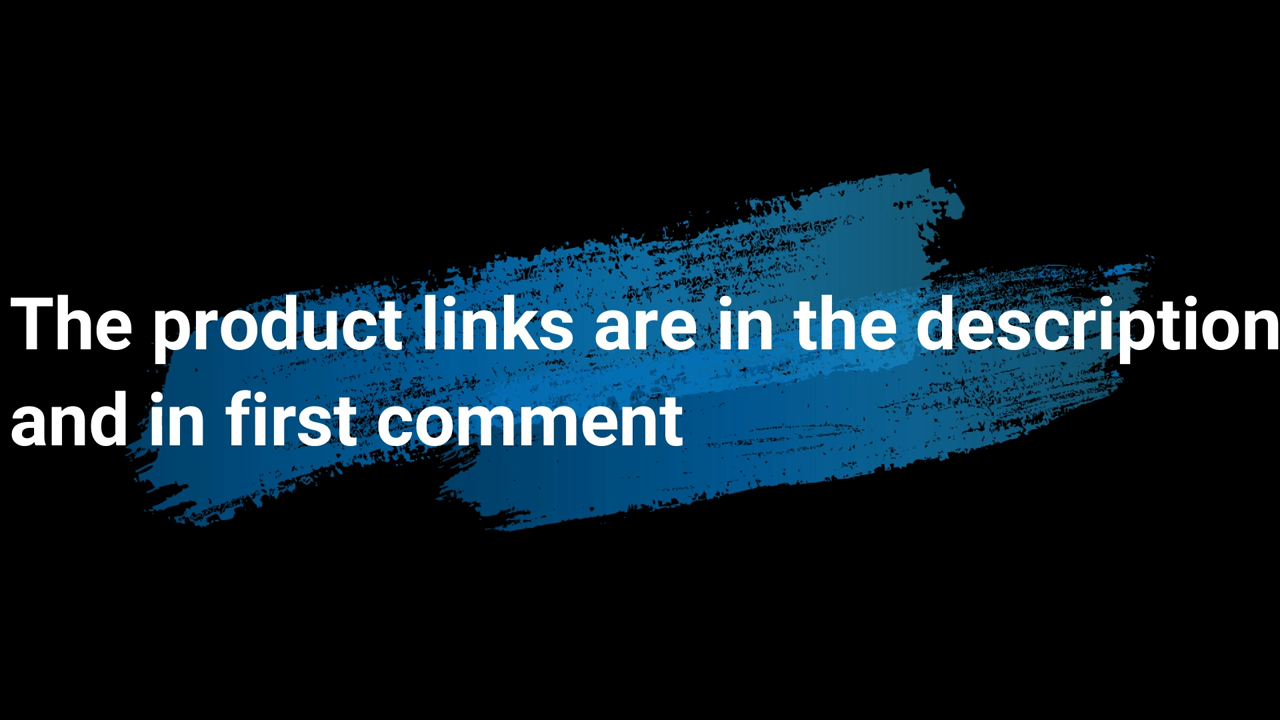 The product links are in the description
and in first comment